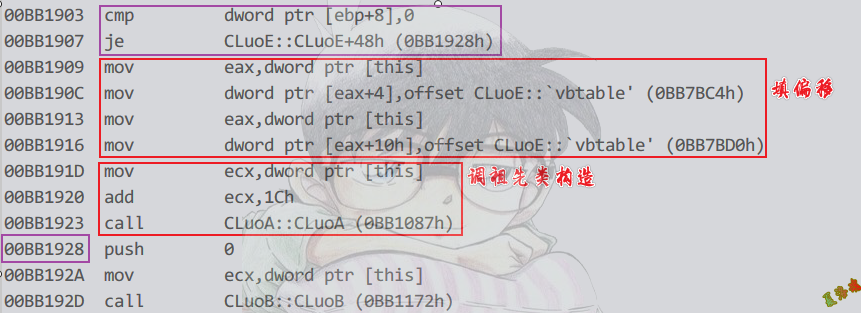 00BB1903 cmp dword ptr [ebp+8],0
00BB1907 je CLuoE::CLuoE+48h (0BB1928h)
00BB1909 mov eax,dword ptr [this]
00BB190C mov dword ptr [eax+4],offset CLuoE::`vbtable' (0BB7BC4h)
填偏移
00BB1913 mov eax,dword ptr [this]
00BB1916 mov dword ptr [eax+10h],offset CLuoE::`vbtable' (0BB7BD0h)
00BB191D mov ecx,dword ptr [this]
调祖先类构造
00BB1920 add ecx,1Ch
00BB1923 call CLuoA::CLuoA (0BB1087h)
00BB1928 push 0
00BB192A mov ecx,dword ptr [this]
00BB192D call CLuoB::CLuoB (0BB1172h)